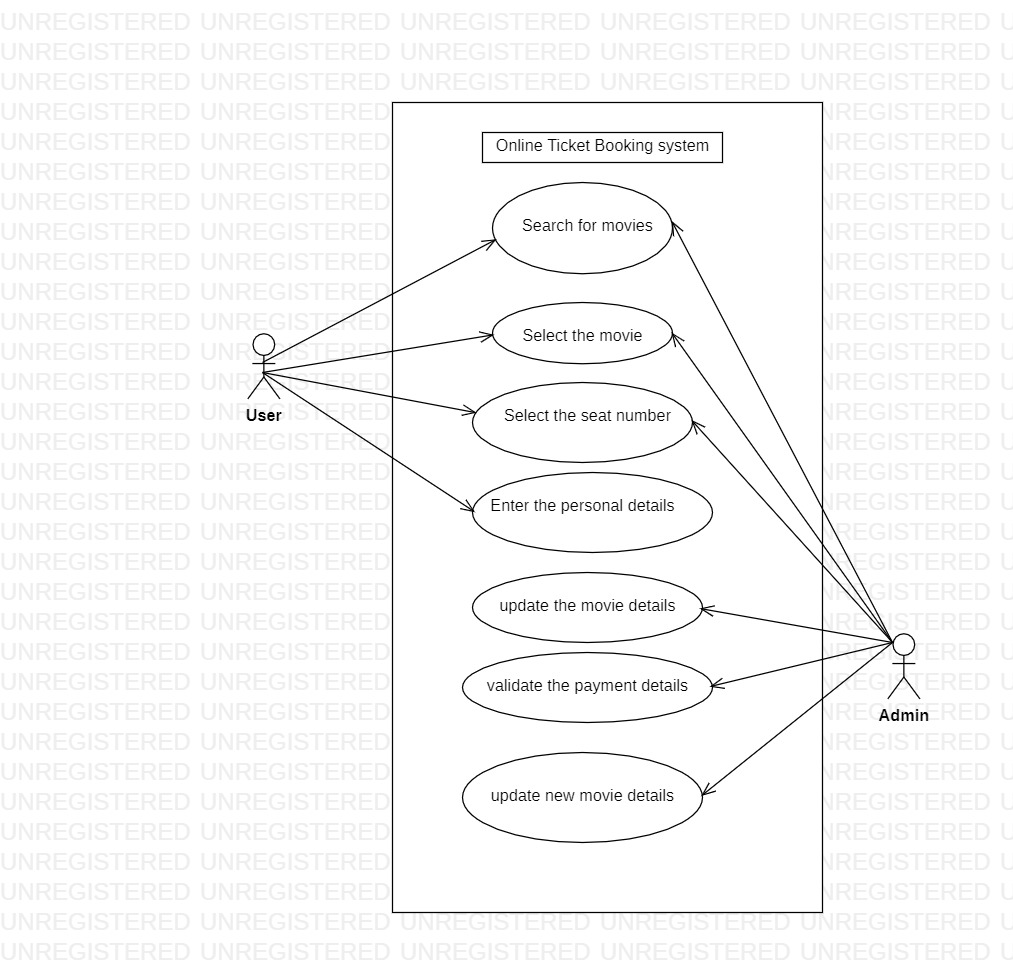 UNREGISTERED UNREGISTERED UNREGISTERED UNREGISTERED UNREGISTERED
Online Ticket Booking system
Search for movies
Select the movie
User
Select the seat number
Enter the personal details
update the movie details
validate the payment details
Admin
update new movie details